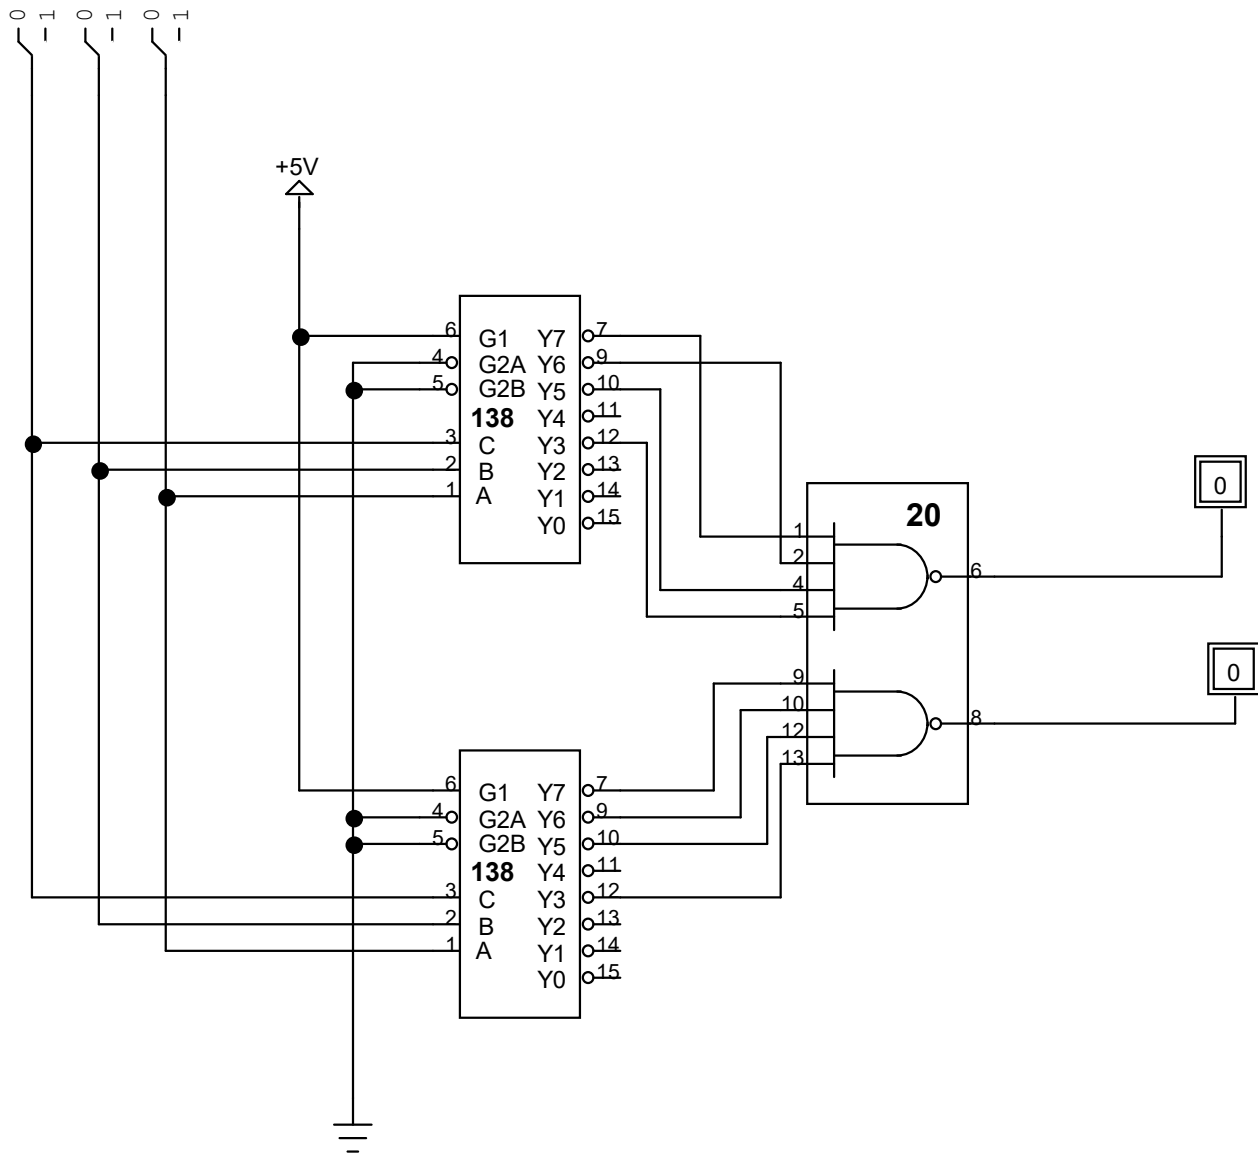 0 1 0 1 0 1
+5V
6 G1 Y7 7
4 G2A Y6 9
5 G2B Y5 10
138 Y4 11
3 C Y3 12
2 B Y2 13
1 A Y1 14
Y0 15
20
1
2
4
5
6
0
9
10
12
13
8
0
6 G1 Y7 7
4 G2A Y6 9
5 G2B Y5 10
138 Y4 11
3 C Y3 12
2 B Y2 13
1 A Y1 14
Y0 15